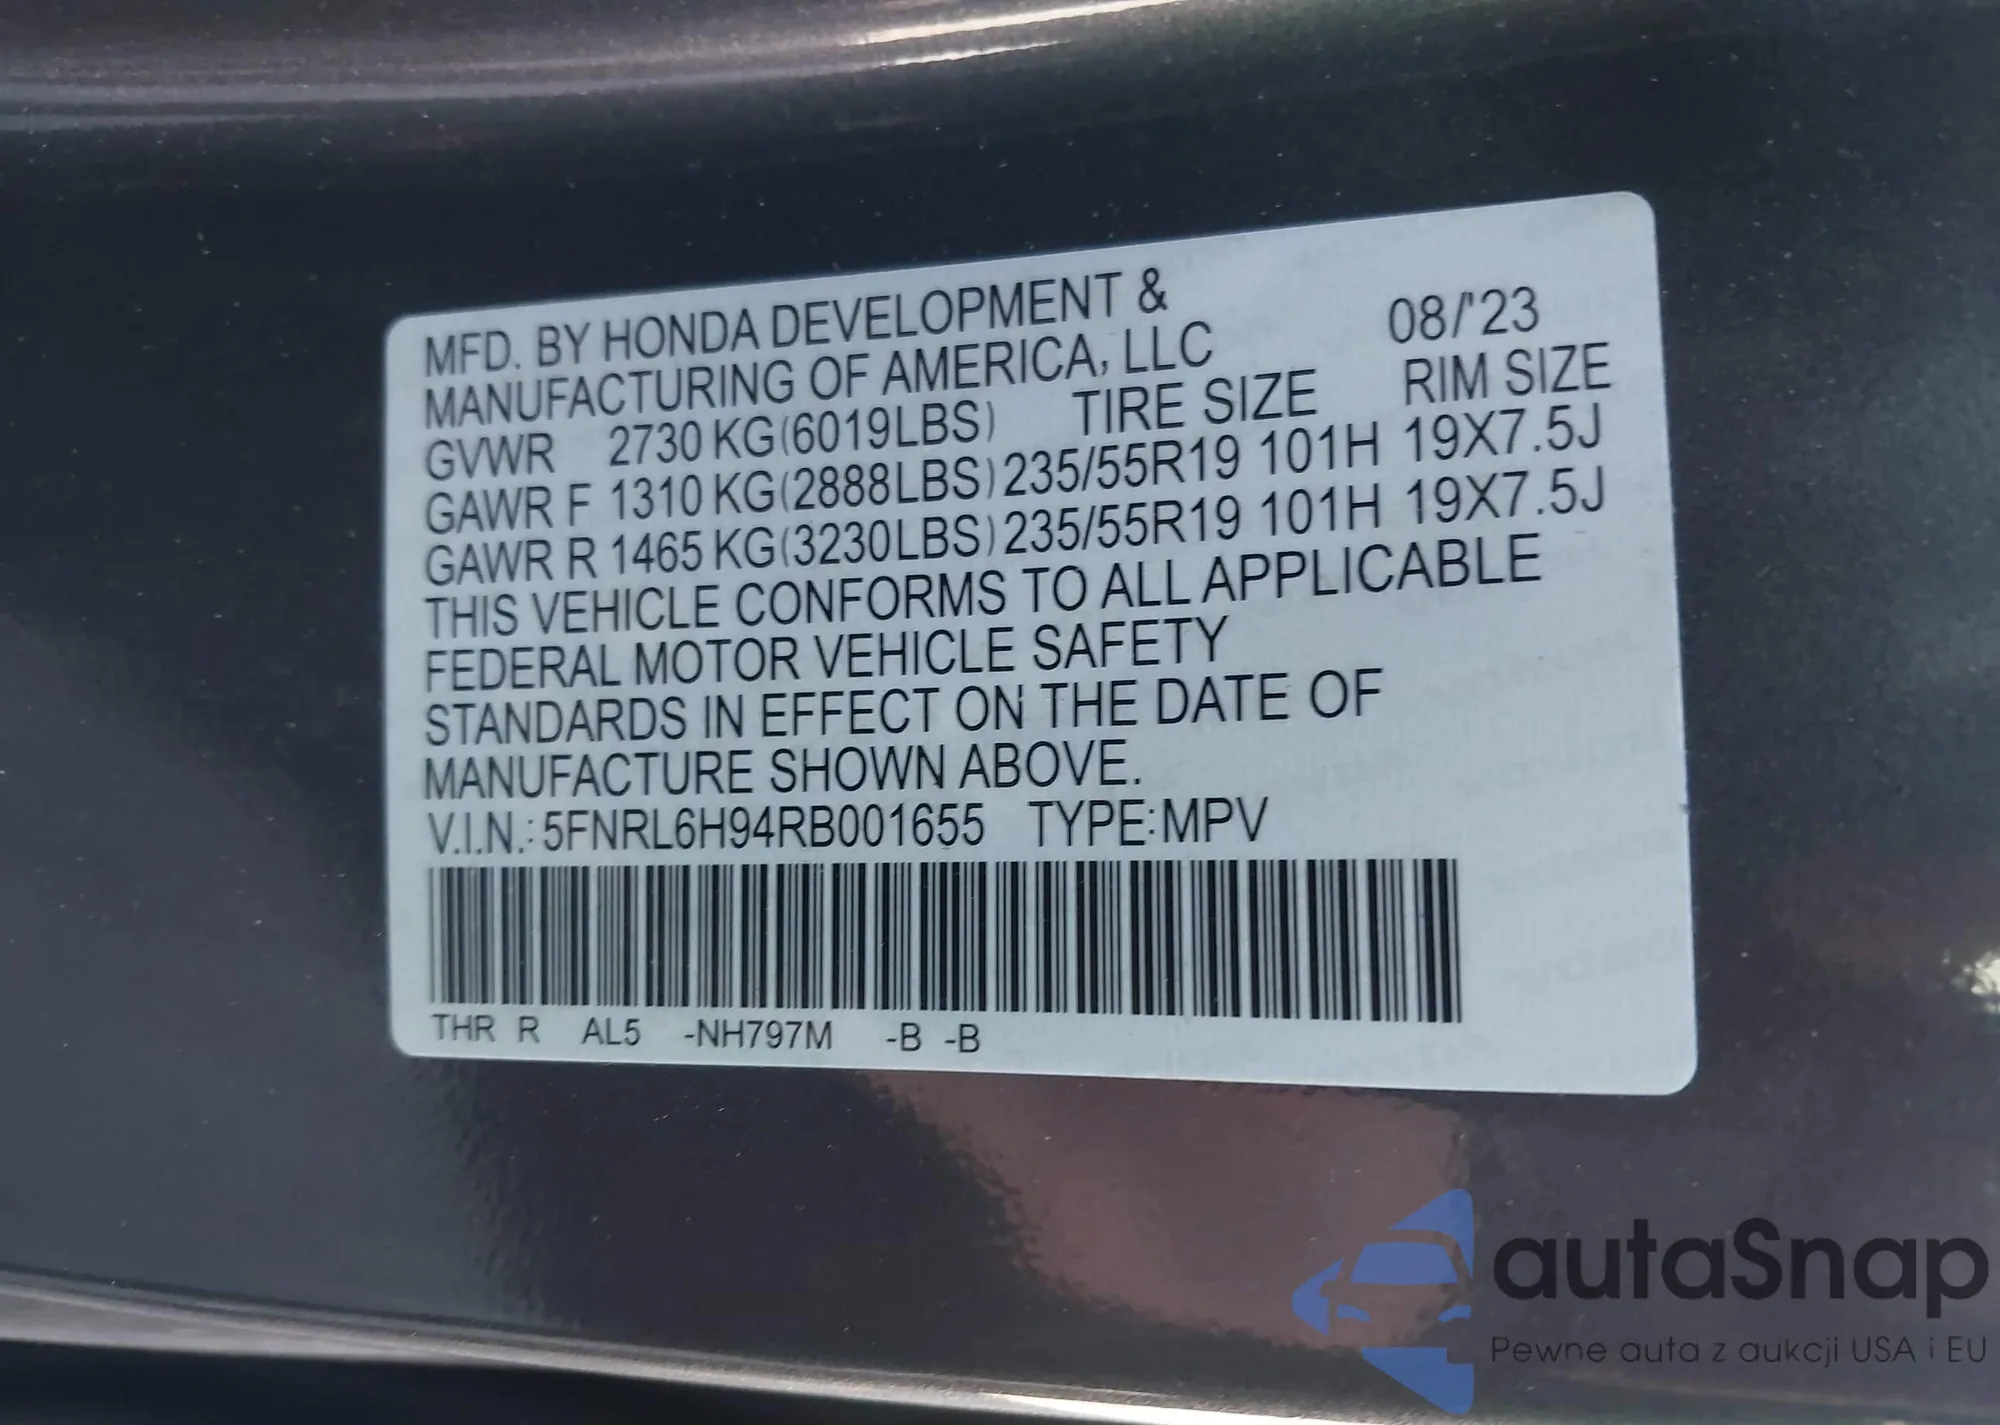 MFD. BY HONDA DEVELOPMENT &
MANUFACTURING OF AMERICA, LLC 08/'23
GVWR 2730 KG(6019LBS) TIRE SIZE RIM SIZE
GAWR F 1310 KG(2888LBS) 235/55R19 101H 19X7.5J
GAWR R 1465 KG(3230LBS) 235/55R19 101H 19X7.5J
THIS VEHICLE CONFORMS TO ALL APPLICABLE
FEDERAL MOTOR VEHICLE SAFETY
STANDARDS IN EFFECT ON THE DATE OF
MANUFACTURE SHOWN ABOVE.
V.I.N.: 5FNRL6H94RB001655 TYPE:MPV
THR R AL5 -NH797M -B -B
autaSnap
Pewne auta z aukcji USA i EU